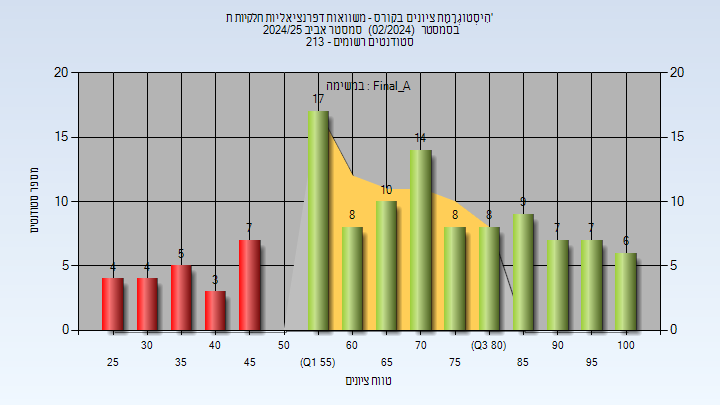 היסטוגרמת ציונים בקורס - משוואות דפרנציאליות חלקיות ת'
בסמסטר (02/2024) סמסטר אביב 2024/25
סטודנטים רשומים - 213
במשימה : Final_A
מספר סטודנטים
20 20
15 15
10 10
5 5
0 0
4 4 5 3 7 17 8 10 14 8 8 9 7 7 6
30 40 50 60 70 (Q3 80) 90 100
25 35 45 (Q1 55) 65 75 85 95
טווח ציונים